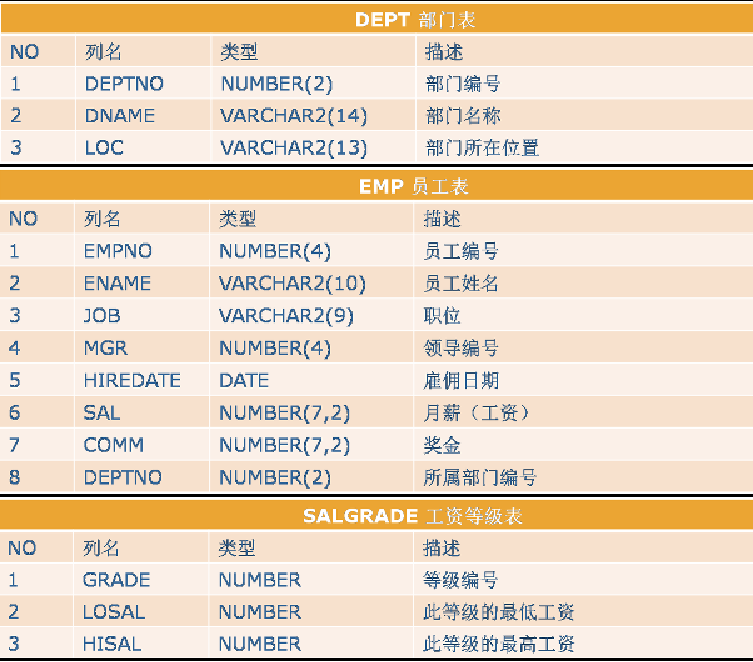 DEPT 部门表
NO 列名 类型 描述
1 DEPTNO NUMBER(2) 部门编号
2 DNAME VARCHAR2(14) 部门名称
3 LOC VARCHAR2(13) 部门所在位置
EMP 员工表
NO 列名 类型 描述
1 EMPNO NUMBER(4) 员工编号
2 ENAME VARCHAR2(10) 员工姓名
3 JOB VARCHAR2(9) 职位
4 MGR NUMBER(4) 领导编号
5 HIREDATE DATE 雇佣日期
6 SAL NUMBER(7,2) 月薪（工资）
7 COMM NUMBER(7,2) 奖金
8 DEPTNO NUMBER(2) 所属部门编号
SALGRADE 工资等级表
NO 列名 类型 描述
1 GRADE NUMBER 等级编号
2 LOSAL NUMBER 此等级的最低工资
3 HISAL NUMBER 此等级的最高工资